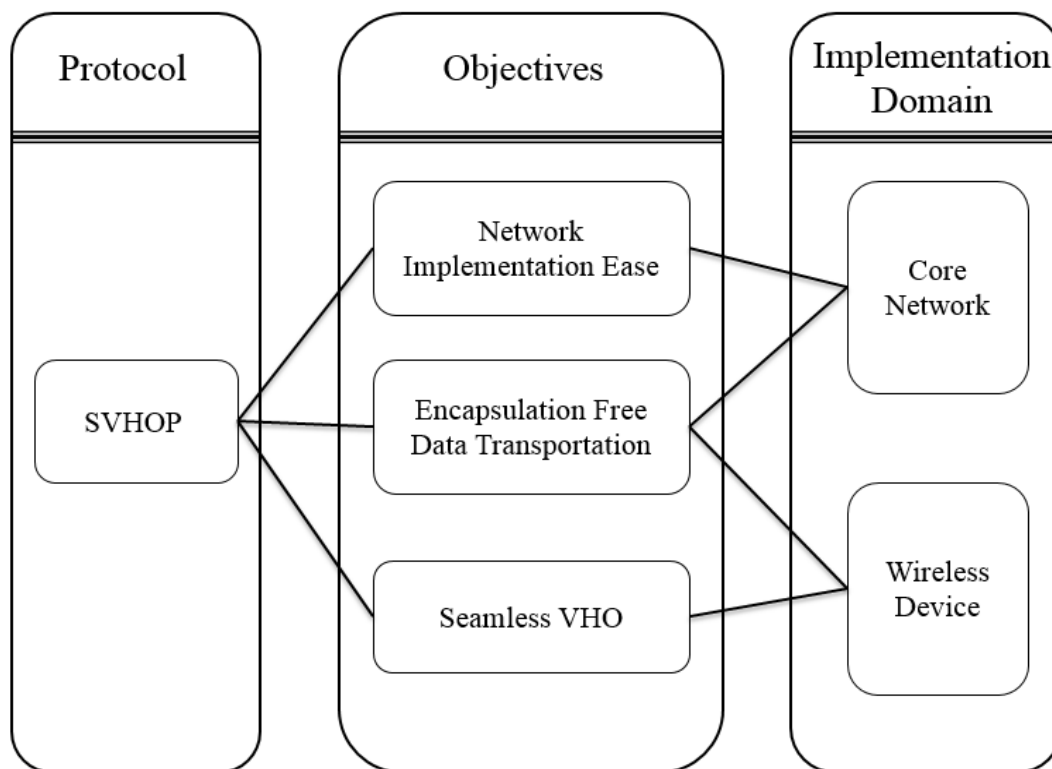 Protocol
Objectives
Implementation
Domain
Network
Implementation Ease
Core
Network
SVHOP
Encapsulation Free
Data Transportation
Wireless
Device
Seamless VHO